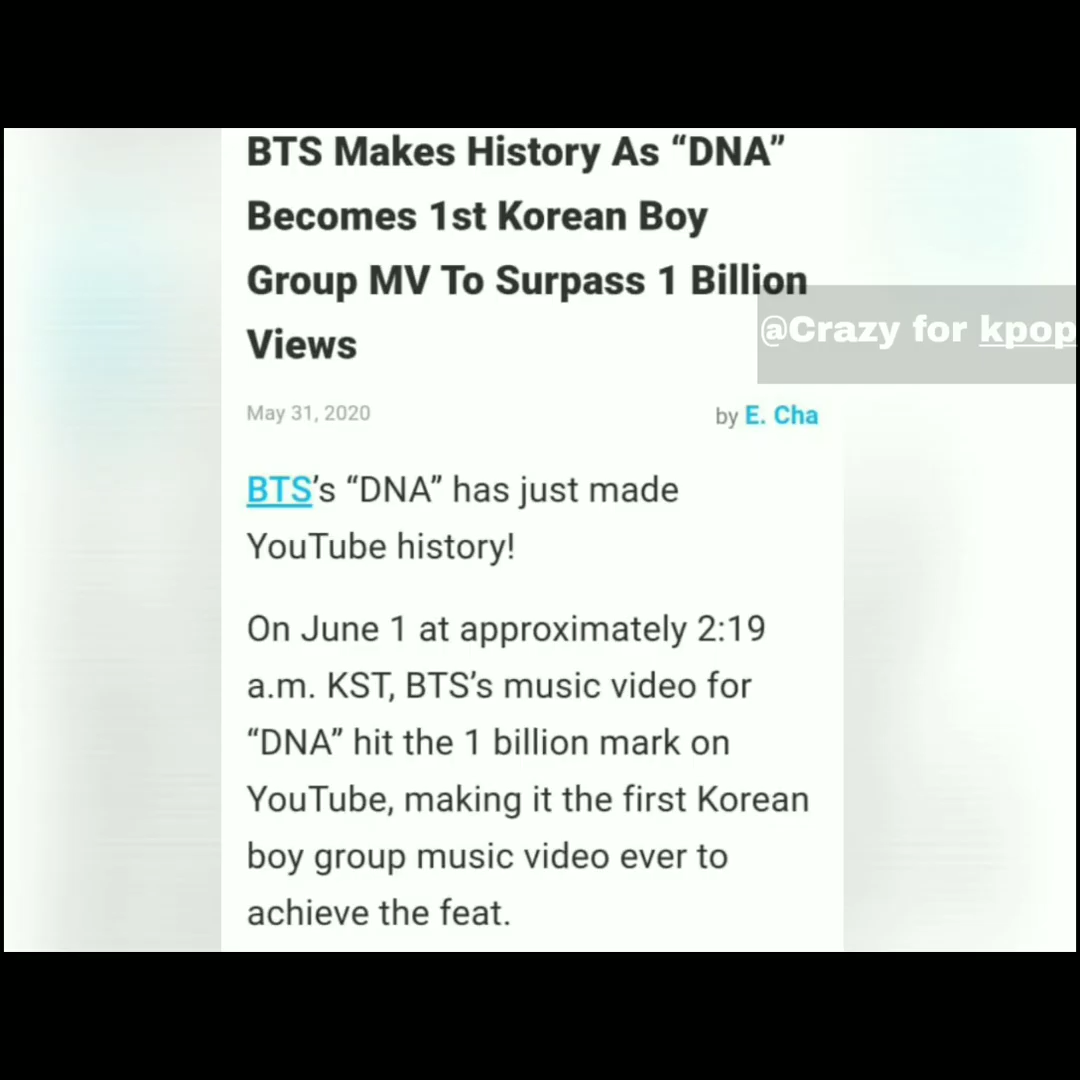 BTS Makes History As “DNA”
Becomes 1st Korean Boy
Group MV To Surpass 1 Billion
Views
@Crazy for kpop
May 31, 2020 by E. Cha
BTS’s “DNA” has just made
YouTube history!
On June 1 at approximately 2:19
a.m. KST, BTS’s music video for
“DNA” hit the 1 billion mark on
YouTube, making it the first Korean
boy group music video ever to
achieve the feat.